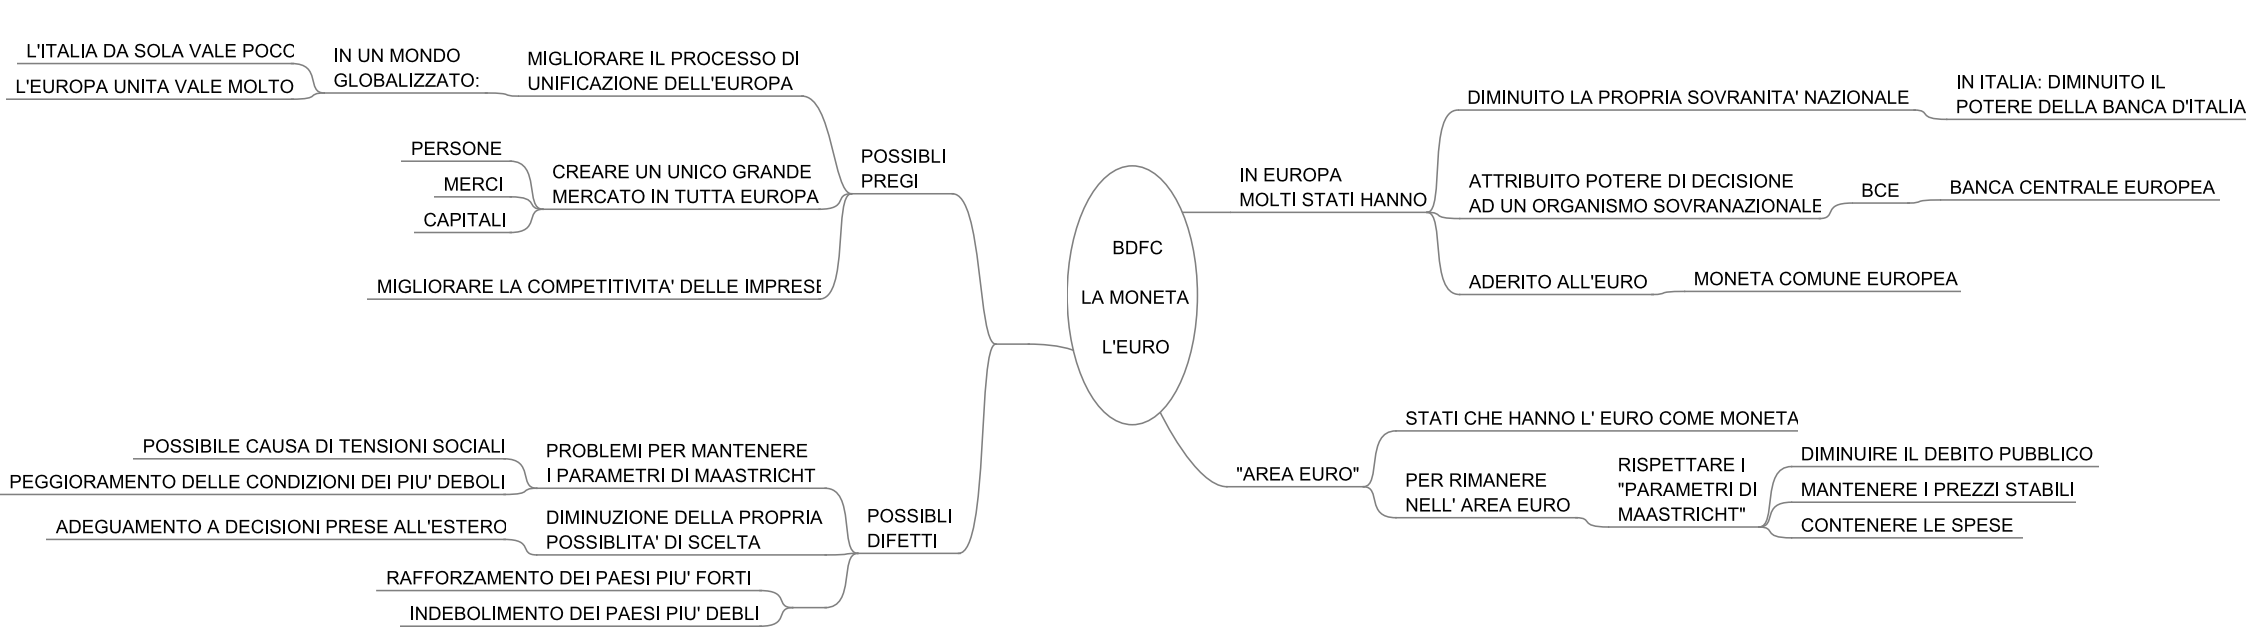 BDFC
LA MONETA
L'EURO
IN EUROPA
MOLTI STATI HANNO
DIMINUITO LA PROPRIA SOVRANITA' NAZIONALE
IN ITALIA: DIMINUITO IL
POTERE DELLA BANCA D'ITALIA
ATTRIBUITO POTERE DI DECISIONE
AD UN ORGANISMO SOVRANAZIONALE
BCE
BANCA CENTRALE EUROPEA
ADERITO ALL'EURO
MONETA COMUNE EUROPEA
"AREA EURO"
STATI CHE HANNO L' EURO COME MONETA
PER RIMANERE
NELL' AREA EURO
RISPETTARE I
"PARAMETRI DI
MAASTRICHT"
DIMINUIRE IL DEBITO PUBBLICO
MANTENERE I PREZZI STABILI
CONTENERE LE SPESE
POSSIBLI
PREGI
MIGLIORARE IL PROCESSO DI
UNIFICAZIONE DELL'EUROPA
IN UN MONDO
GLOBALIZZATO:
L'ITALIA DA SOLA VALE POCO
L'EUROPA UNITA VALE MOLTO
CREARE UN UNICO GRANDE
MERCATO IN TUTTA EUROPA
PERSONE
MERCI
CAPITALI
MIGLIORARE LA COMPETITIVITA' DELLE IMPRESE
POSSIBLI
DIFETTI
PROBLEMI PER MANTENERE
I PARAMETRI DI MAASTRICHT
POSSIBILE CAUSA DI TENSIONI SOCIALI
PEGGIORAMENTO DELLE CONDIZIONI DEI PIU' DEBOLI
DIMINUZIONE DELLA PROPRIA
POSSIBLITA' DI SCELTA
ADEGUAMENTO A DECISIONI PRESE ALL'ESTERO
RAFFORZAMENTO DEI PAESI PIU' FORTI
INDEBOLIMENTO DEI PAESI PIU' DEBLI